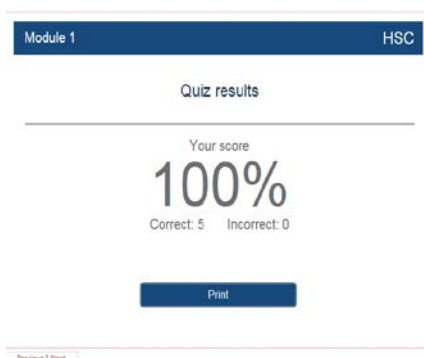 Module 1 HSC
Quiz results
Your score
100%
Correct: 5 Incorrect: 0
Print